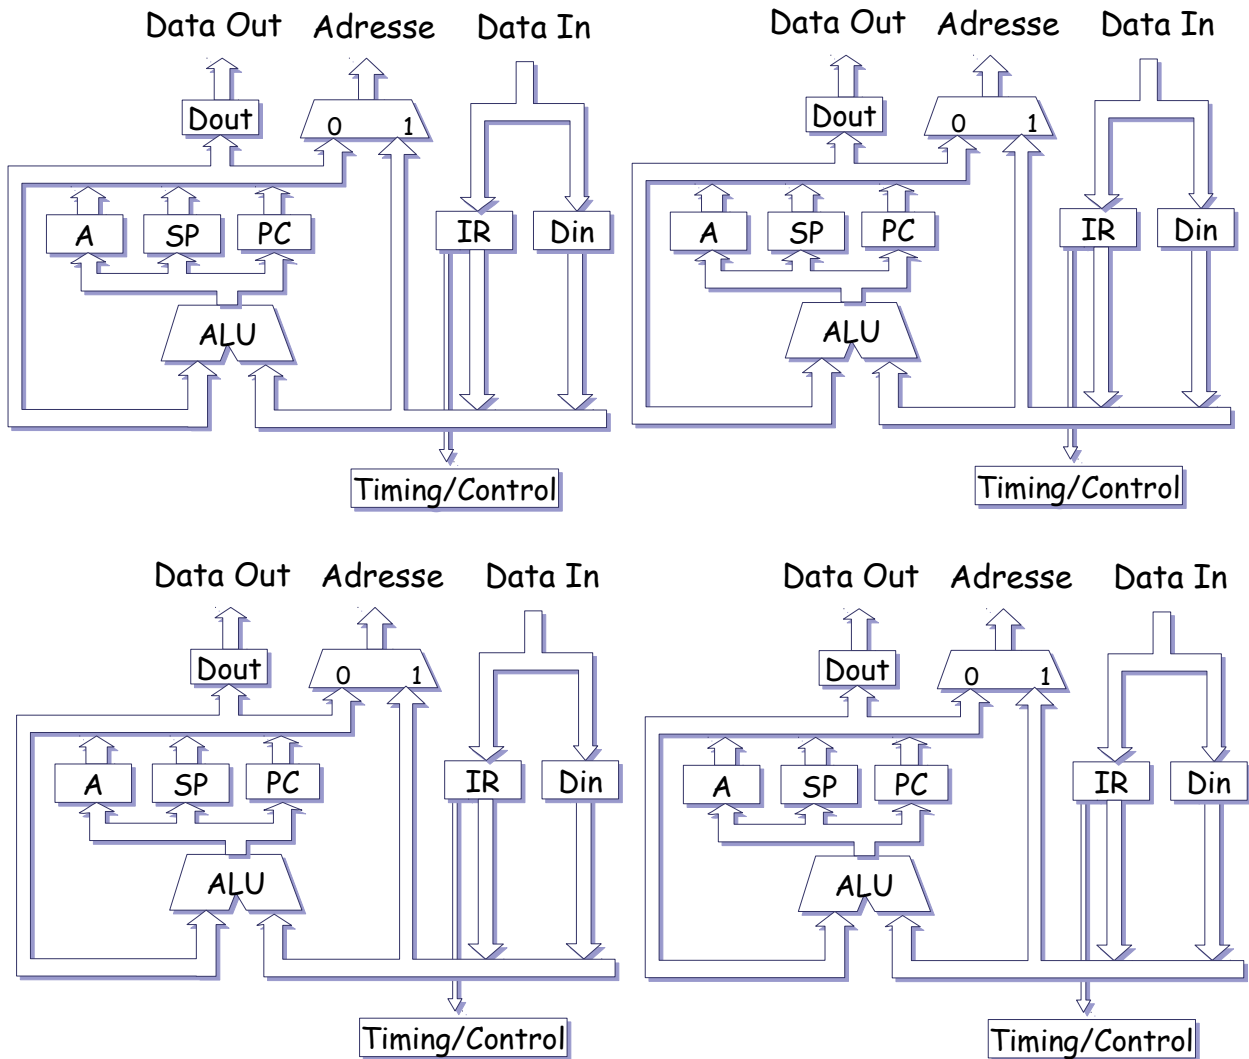 Data Out Adresse Data In
Dout 0 1
A SP PC IR Din
ALU
Timing/Control
Data Out Adresse Data In
Dout 0 1
A SP PC IR Din
ALU
Timing/Control
Data Out Adresse Data In
Dout 0 1
A SP PC IR Din
ALU
Timing/Control
Data Out Adresse Data In
Dout 0 1
A SP PC IR Din
ALU
Timing/Control